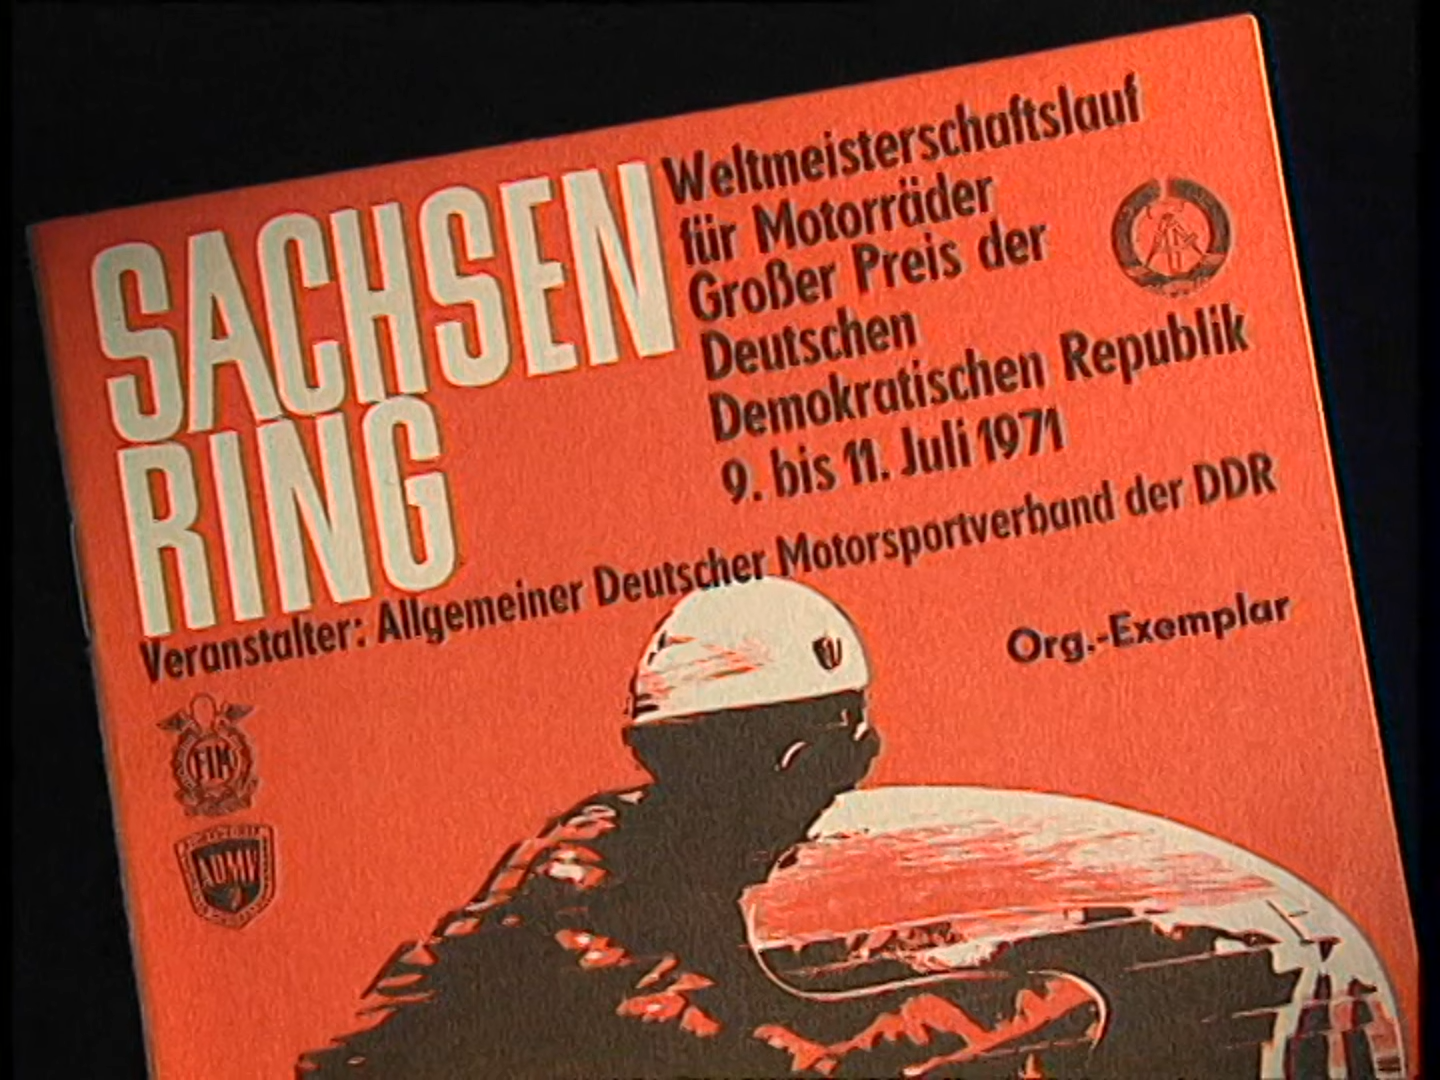 SACHSEN
RING
Weltmeisterschaftslauf
für Motorräder
Großer Preis der
Deutschen
Demokratischen Republik
9. bis 11. Juli 1971
Veranstalter: Allgemeiner Deutscher Motorsportverband der DDR
Org.-Exemplar
FIM
ADMV